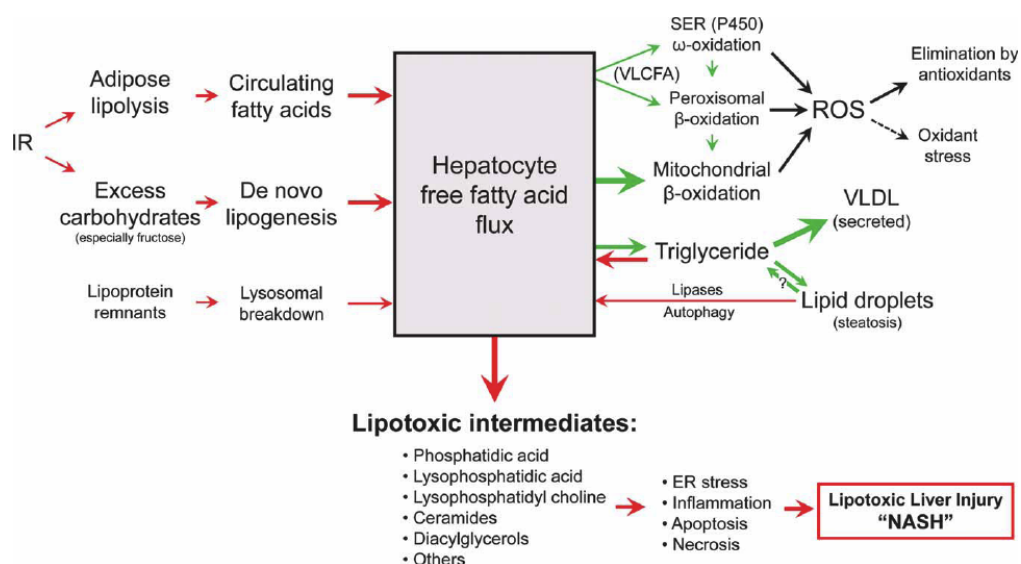 IR
Adipose
lipolysis
Circulating
fatty acids
Excess
carbohydrates
(especially fructose)
De novo
lipogenesis
Lipoprotein
remnants
Lysosomal
breakdown
Hepatocyte
free fatty acid
flux
SER (P450)
ω-oxidation
(VLCFA)
Peroxisomal
β-oxidation
Mitochondrial
β-oxidation
ROS
Elimination by
antioxidants
Oxidant
stress
VLDL
(secreted)
Triglyceride
?
Lipid droplets
(steatosis)
Lipases
Autophagy
Lipotoxic intermediates:
• Phosphatidic acid
• Lysophosphatidic acid
• Lysophosphatidyl choline
• Ceramides
• Diacylglycerols
• Others
• ER stress
• Inflammation
• Apoptosis
• Necrosis
Lipotoxic Liver Injury
“NASH”